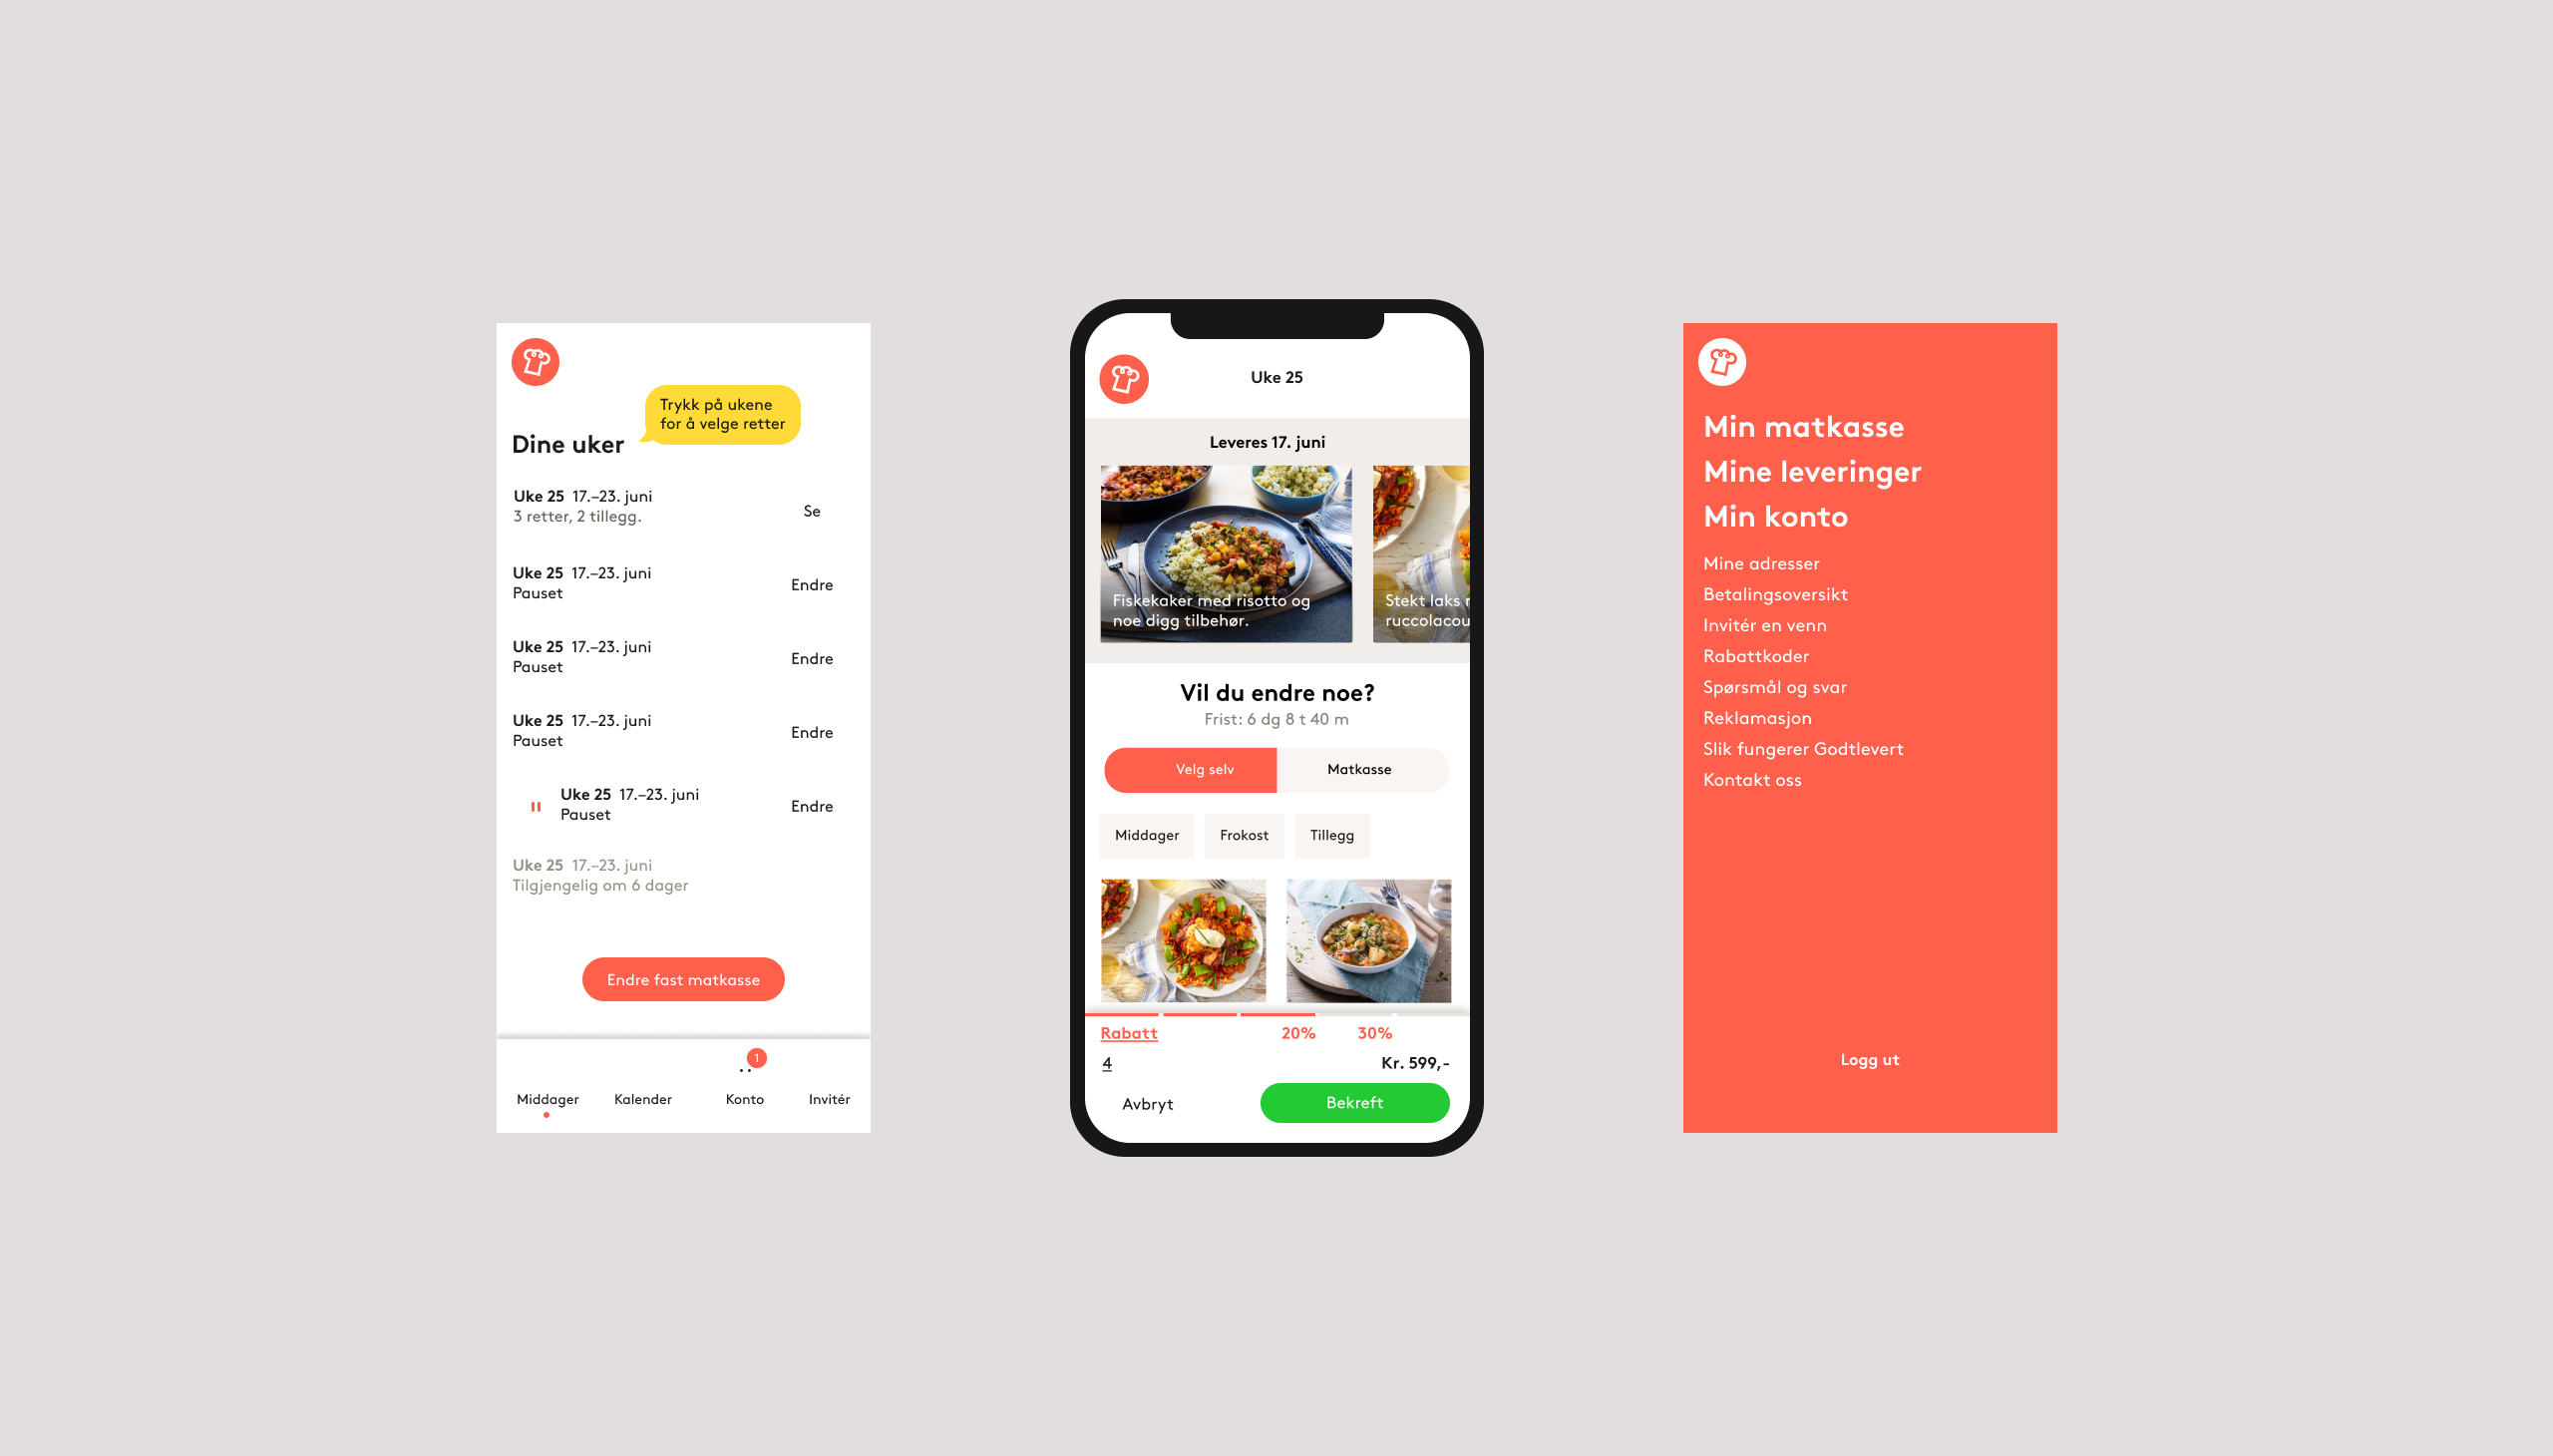 Trykk på ukene
for å velge retter
Dine uker
Uke 25 17.–23. juni
3 retter, 2 tillegg.
Se
Uke 25 17.–23. juni
Pauset
Endre
Uke 25 17.–23. juni
Pauset
Endre
Uke 25 17.–23. juni
Pauset
Endre
Uke 25 17.–23. juni
Pauset
Endre
Uke 25 17.–23. juni
Tilgjengelig om 6 dager
Endre fast matkasse
1
Middager
Kalender
Konto
Invitér
Uke 25
Leveres 17. juni
Fiskekaker med risotto og
noe digg tilbehør.
Stekt laks
ruccolacou
Vil du endre noe?
Frist: 6 dg 8 t 40 m
Velg selv
Matkasse
Middager
Frokost
Tillegg
Rabatt
20%
30%
4
Kr. 599,-
Avbryt
Bekreft
Min matkasse
Mine leveringer
Min konto
Mine adresser
Betalingsoversikt
Invitér en venn
Rabattkoder
Spørsmål og svar
Reklamasjon
Slik fungerer Godtlevert
Kontakt oss
Logg ut